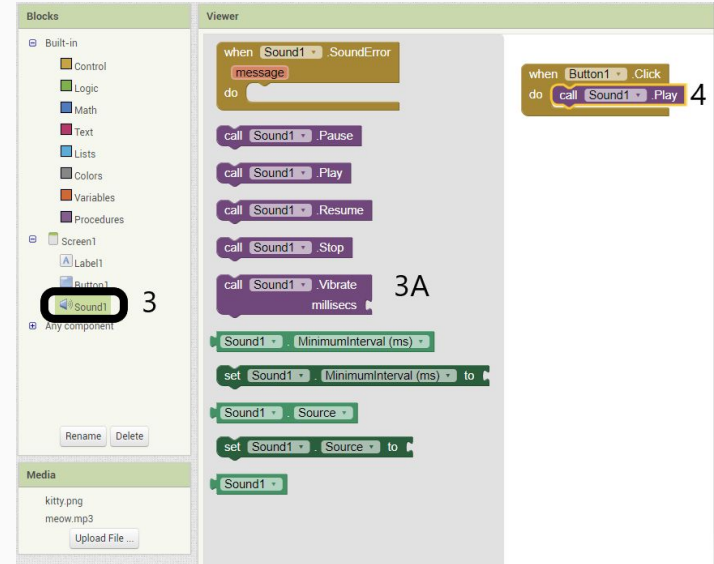 Blocks
Built-in
Control
Logic
Math
Text
Lists
Colors
Variables
Procedures
Screen1
A Label1
Button1
Sound1
3
Any component
Rename Delete
Media
kitty.png
meow.mp3
Upload File ...
Viewer
when Sound1 .SoundError
message
do
call Sound1 .Pause
call Sound1 .Play
call Sound1 .Resume
call Sound1 .Stop
call Sound1 .Vibrate
millisecs
3A
Sound1 . MinimumInterval (ms)
set Sound1 . MinimumInterval (ms) to
Sound1 . Source
set Sound1 . Source to
Sound1
when Button1 .Click
do call Sound1 .Play 4